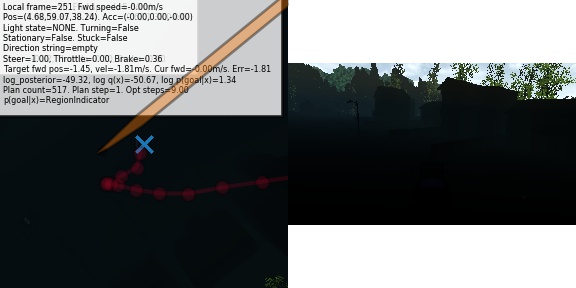 Local frame=251: Fwd speed=-0.00m/s
Pos=(4.68,59.07,38.24). Acc=(-0.00,0.00,-0.00)
Light state=NONE. Turning=False
Stationary=False. Stuck=False
Direction string=empty
Steer=1.00, Throttle=0.00, Brake=0.36
Target fwd pos=-1.45, vel=-1.81m/s. Cur fwd=-0.00m/s. Err=-1.81
log_posterior=-49.32, log q(x)=-50.67, log p(goal|x)=1.34
Plan count=517. Plan step=1. Opt steps=9.00
p(goal|x)=RegionIndicator